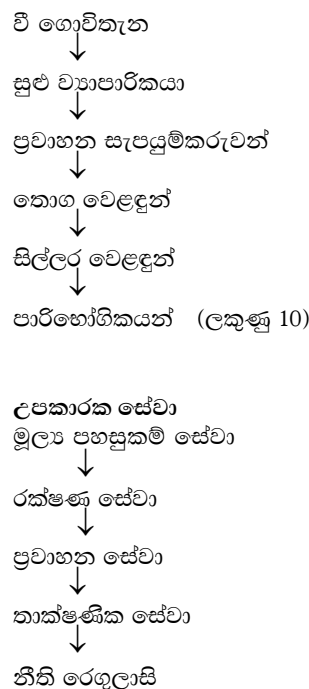 වී ගොවිතැන
සුළු ව්‍යාපාරිකයා
ප්‍රවාහන සැපයුම්කරුවන්
තොග වෙළඳුන්
සිල්ලර වෙළඳුන්
පාරිභෝගිකයන් (ලකුණු 10)
උපකාරක සේවා
මූල්‍ය පහසුකම් සේවා
රක්ෂණ සේවා
ප්‍රවාහන සේවා
තාක්ෂණික සේවා
නීති රෙගුලාසි